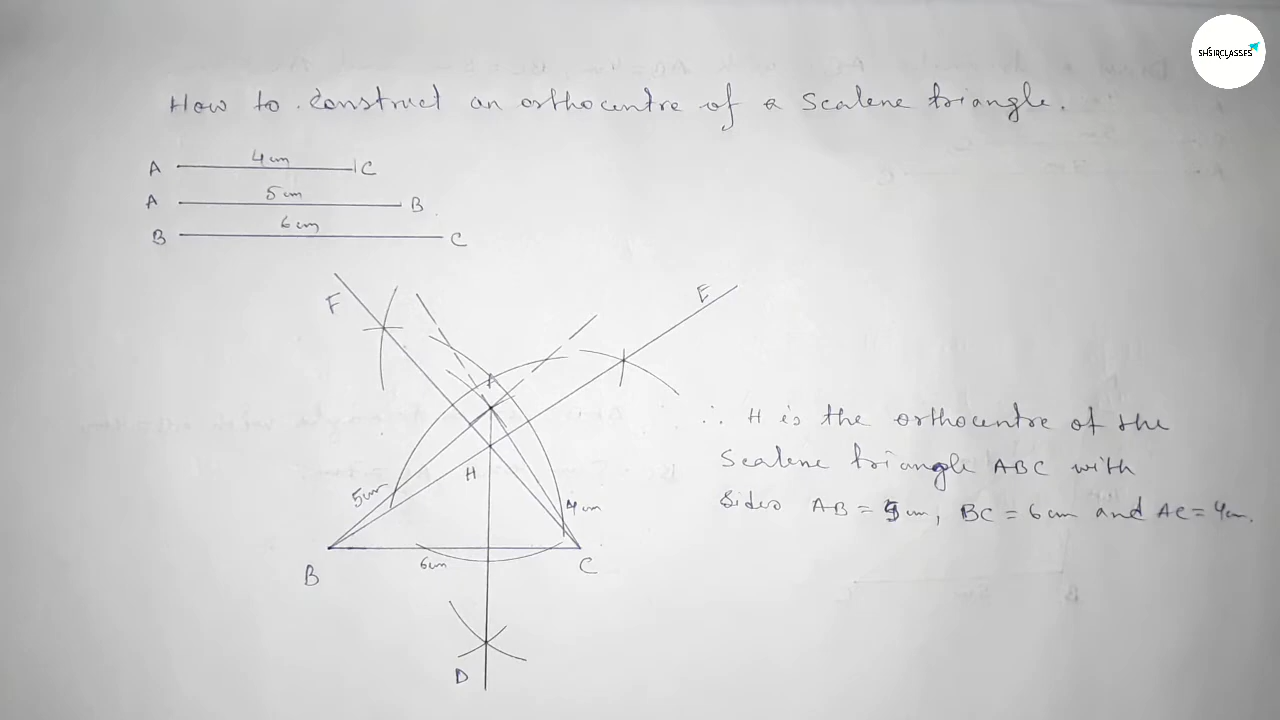 SHSIRCLASSES
How to construct an orthocentre of a scalene triangle.
A 4cm C
A 5cm B
B 6cm C
F
E
A
H
5cm
4cm
B
6cm
C
D
∴ H is the orthocentre of the
scalene triangle ABC with
sides AB = 5cm, BC = 6cm and AC = 4cm.